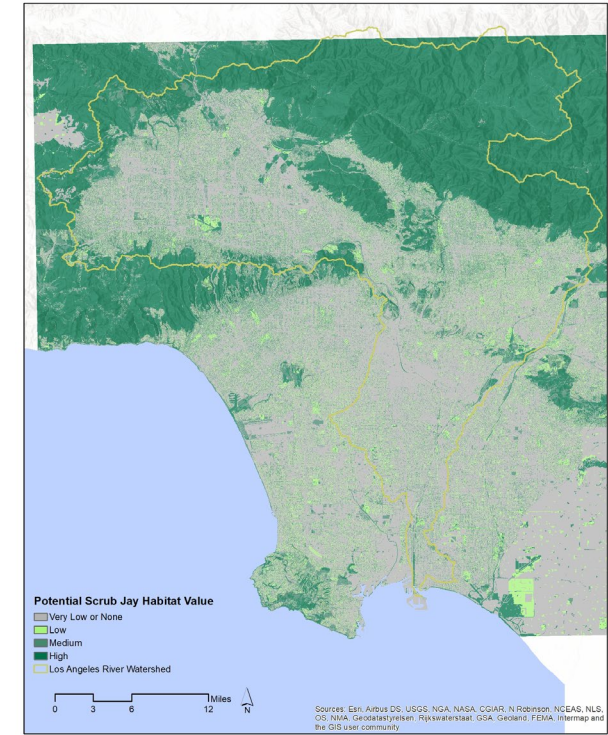 Potential Scrub Jay Habitat Value
Very Low or None
Low
Medium
High
Los Angeles River Watershed
Miles
0 3 6 12
N
Sources: Esri, Airbus DS, USGS, NGA, NASA, CGIAR, N Robinson, NCEAS, NLS,
OS, NMA, Geodatastyrelsen, Rijkswaterstaat, GSA, Geoland, FEMA, Intermap and
the GIS user community